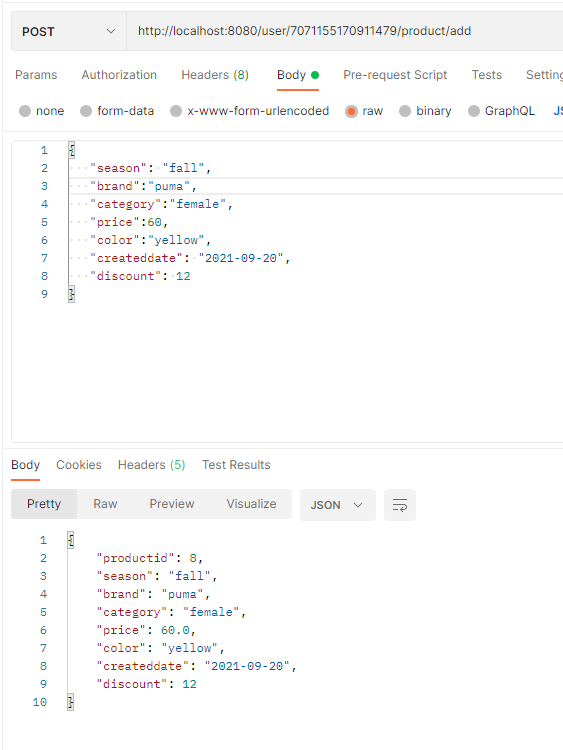 POST http://localhost:8080/user/7071155170911479/product/add
Params Authorization Headers (8) Body Pre-request Script Tests Setting
none form-data x-www-form-urlencoded raw binary GraphQL JS
1 {
2 "season": "fall",
3 "brand":"puma",
4 "category":"female",
5 "price":60,
6 "color":"yellow",
7 "createddate": "2021-09-20",
8 "discount": 12
9 }
Body Cookies Headers (5) Test Results
Pretty Raw Preview Visualize JSON
1 {
2 "productid": 8,
3 "season": "fall",
4 "brand": "puma",
5 "category": "female",
6 "price": 60.0,
7 "color": "yellow",
8 "createddate": "2021-09-20",
9 "discount": 12
10 }